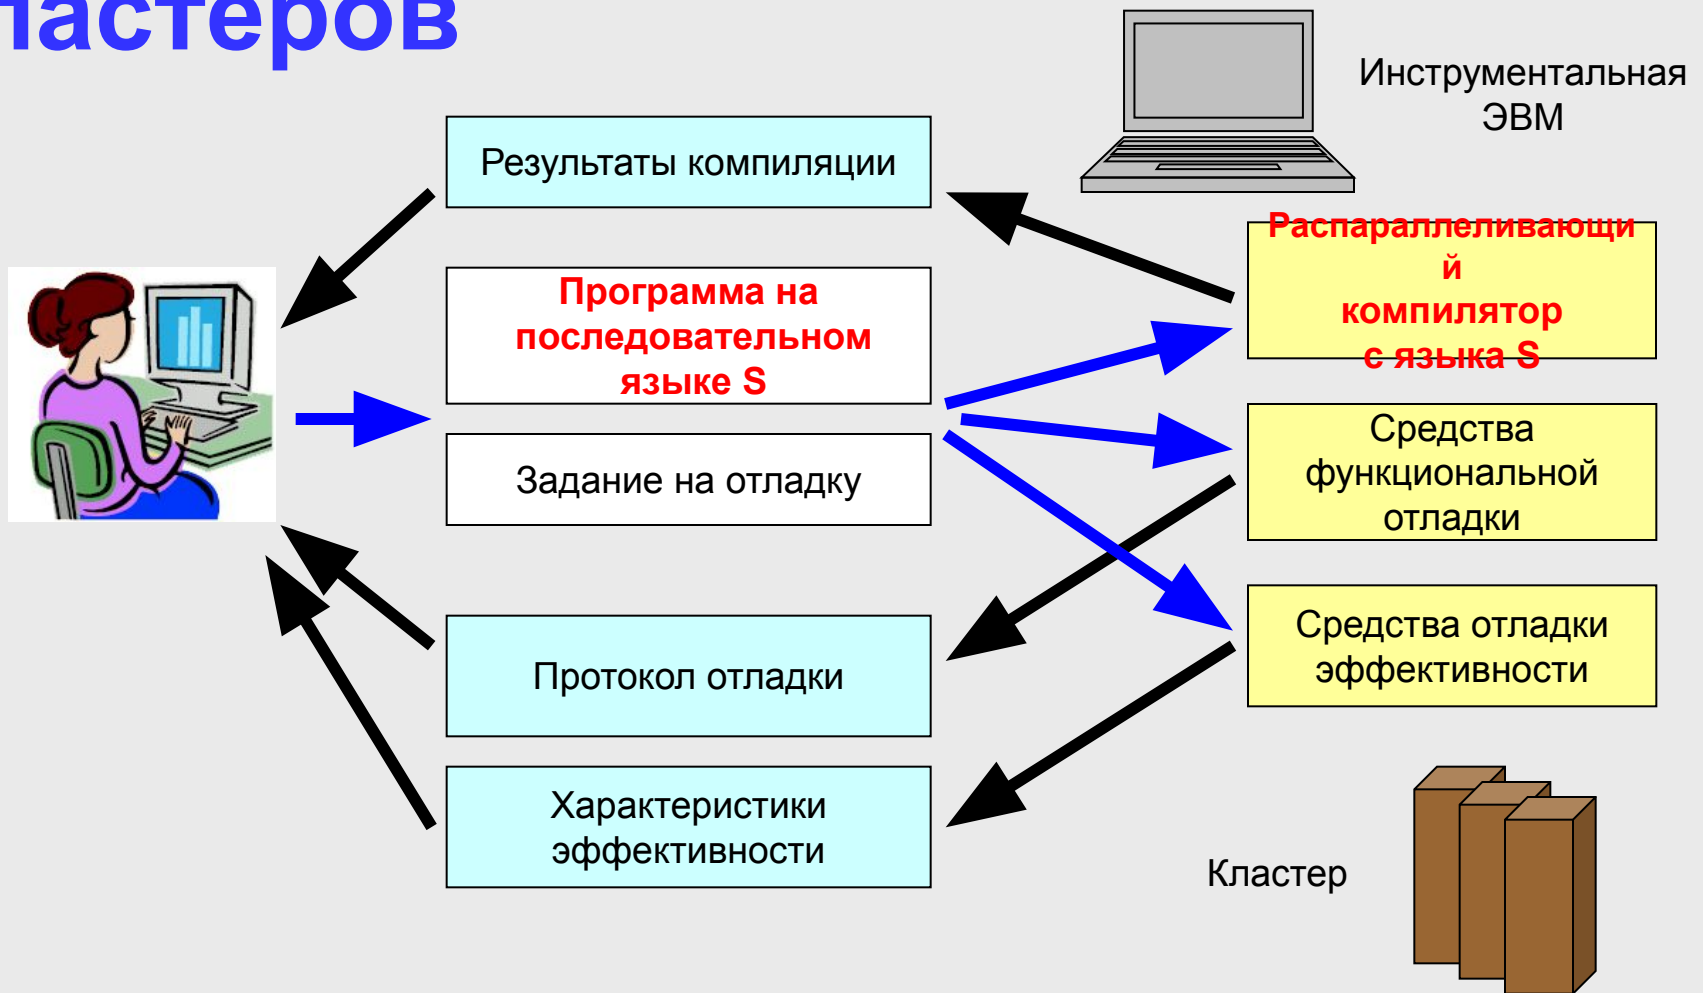 ластеров
Инструментальная
ЭВМ
Результаты компиляции
Распараллеливающи
й
компилятор
с языка S
Программа на
последовательном
языке S
Средства
функциональной
отладки
Задание на отладку
Средства отладки
эффективности
Протокол отладки
Характеристики
эффективности
Кластер